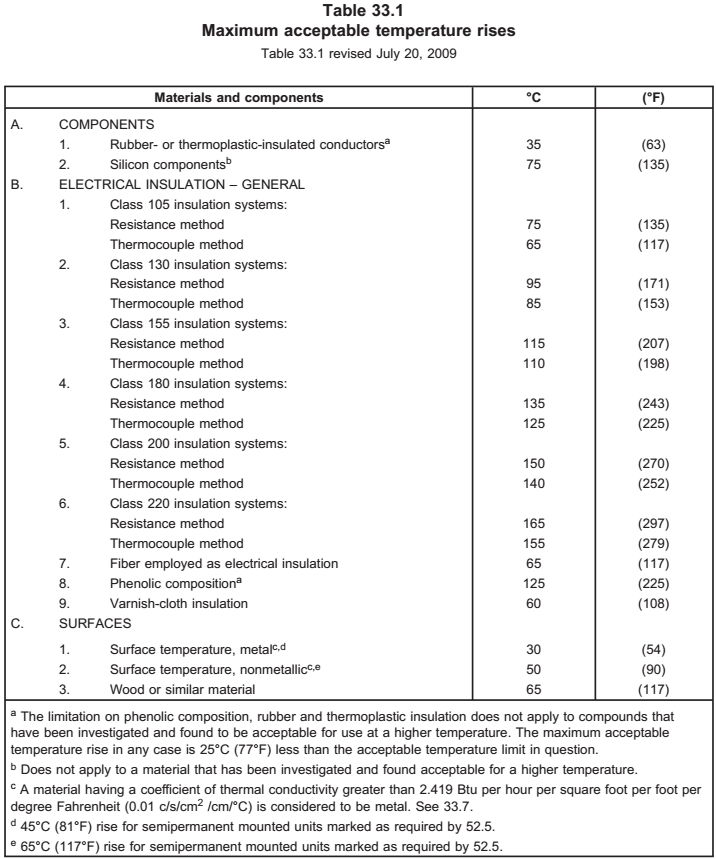 Table 33.1
Maximum acceptable temperature rises
Table 33.1 revised July 20, 2009
Materials and components °C (°F)
A. COMPONENTS
1. Rubber- or thermoplastic-insulated conductorsᵃ 35 (63)
2. Silicon componentsᵇ 75 (135)
B. ELECTRICAL INSULATION – GENERAL
1. Class 105 insulation systems:
Resistance method 75 (135)
Thermocouple method 65 (117)
2. Class 130 insulation systems:
Resistance method 95 (171)
Thermocouple method 85 (153)
3. Class 155 insulation systems:
Resistance method 115 (207)
Thermocouple method 110 (198)
4. Class 180 insulation systems:
Resistance method 135 (243)
Thermocouple method 125 (225)
5. Class 200 insulation systems:
Resistance method 150 (270)
Thermocouple method 140 (252)
6. Class 220 insulation systems:
Resistance method 165 (297)
Thermocouple method 155 (279)
7. Fiber employed as electrical insulation 65 (117)
8. Phenolic compositionᵃ 125 (225)
9. Varnish-cloth insulation 60 (108)
C. SURFACES
1. Surface temperature, metalᶜ,ᵈ 30 (54)
2. Surface temperature, nonmetallicᶜ,ᵉ 50 (90)
3. Wood or similar material 65 (117)
ᵃ The limitation on phenolic composition, rubber and thermoplastic insulation does not apply to compounds that
have been investigated and found to be acceptable for use at a higher temperature. The maximum acceptable
temperature rise in any case is 25°C (77°F) less than the acceptable temperature limit in question.
ᵇ Does not apply to a material that has been investigated and found acceptable for a higher temperature.
ᶜ A material having a coefficient of thermal conductivity greater than 2.419 Btu per hour per square foot per foot per
degree Fahrenheit (0.01 c/s/cm² /cm/°C) is considered to be metal. See 33.7.
ᵈ 45°C (81°F) rise for semipermanent mounted units marked as required by 52.5.
ᵉ 65°C (117°F) rise for semipermanent mounted units marked as required by 52.5.